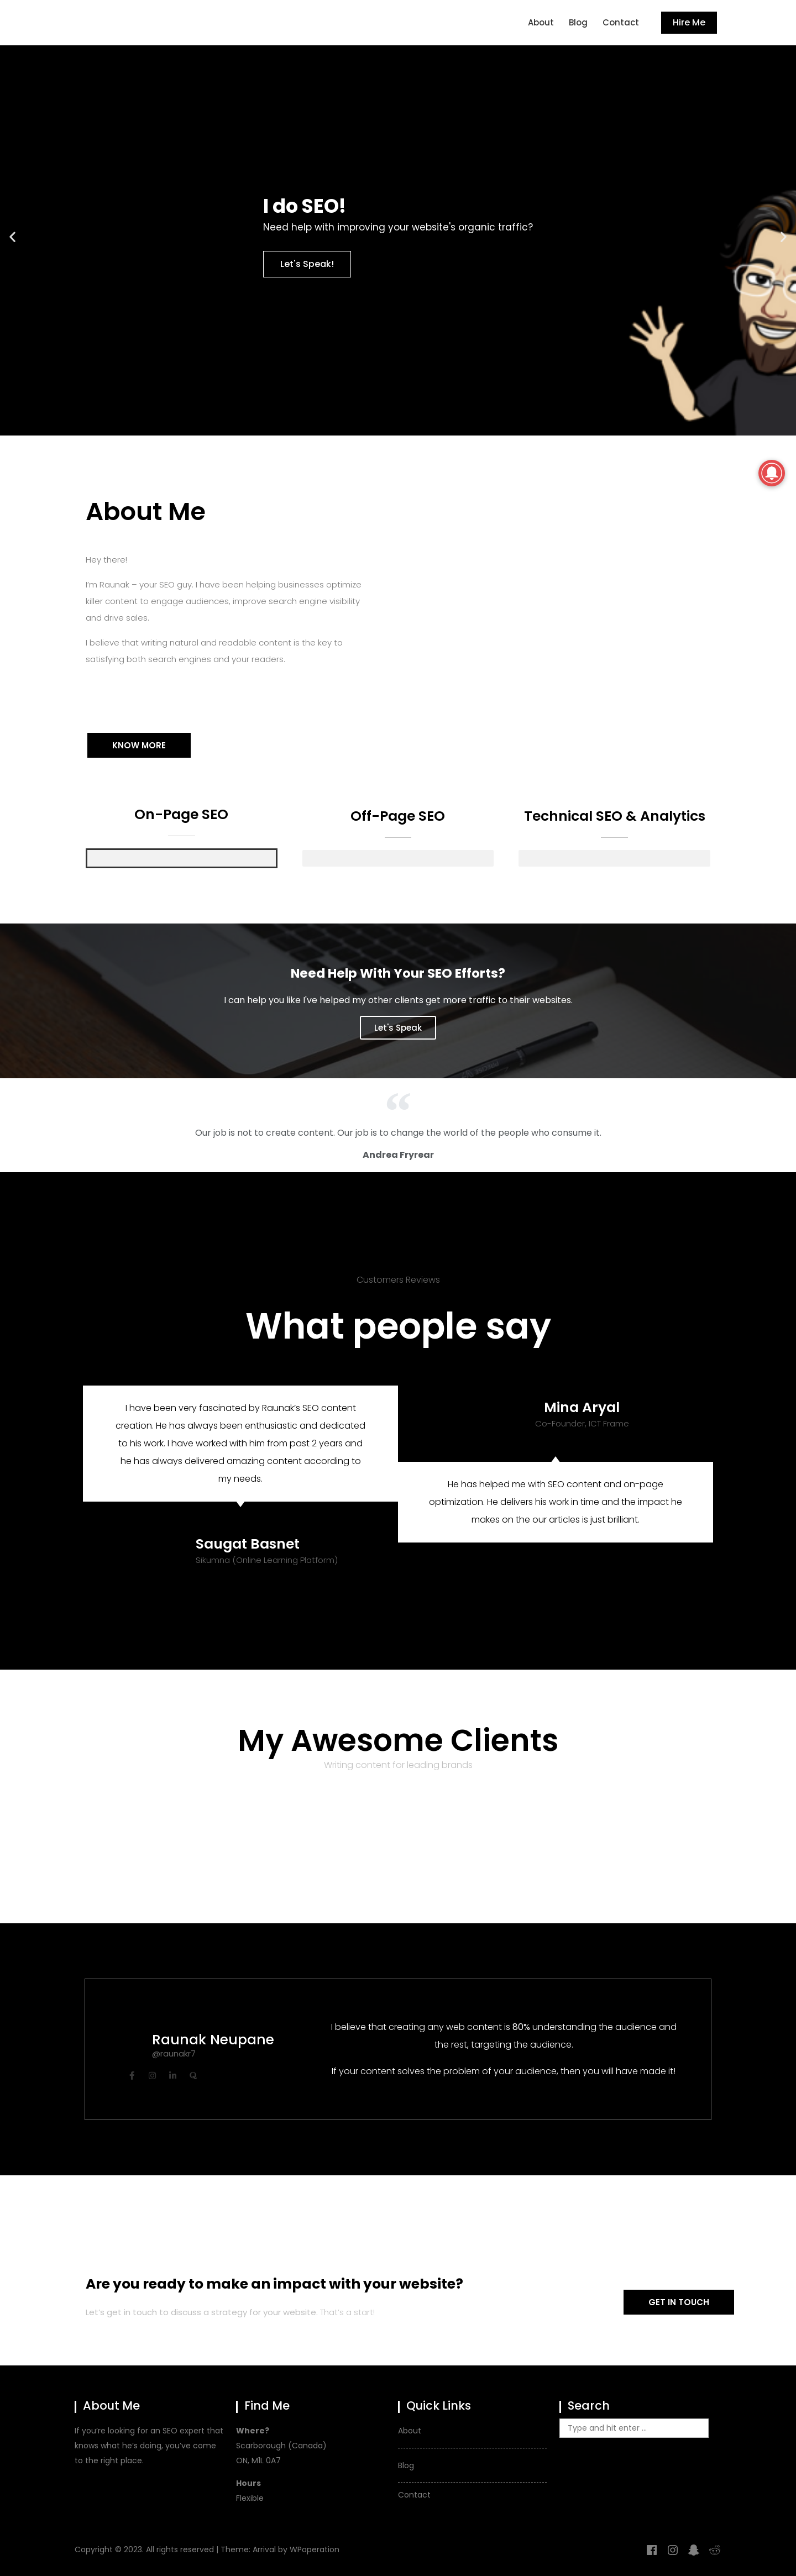 About Blog Contact Hire Me
I do SEO!
Need help with improving your website's organic traffic?
Let's Speak!
About Me
Hey there!
I'm Raunak – your SEO guy. I have been helping businesses optimize
killer content to engage audiences, improve search engine visibility
and drive sales.
I believe that writing natural and readable content is the key to
satisfying both search engines and your readers.
KNOW MORE
On-Page SEO
Off-Page SEO
Technical SEO & Analytics
Need Help With Your SEO Efforts?
I can help you like I've helped my other clients get more traffic to their websites.
Let's Speak
“
Our job is not to create content. Our job is to change the world of the people who consume it.
Andrea Fryrear
Customers Reviews
What people say
I have been very fascinated by Raunak's SEO content
creation. He has always been enthusiastic and dedicated
to his work. I have worked with him from past 2 years and
he has always delivered amazing content according to
my needs.
Saugat Basnet
Sikumna (Online Learning Platform)
Mina Aryal
Co-Founder, ICT Frame
He has helped me with SEO content and on-page
optimization. He delivers his work in time and the impact he
makes on the our articles is just brilliant.
My Awesome Clients
Writing content for leading brands
Raunak Neupane
@raunakr7
I believe that creating any web content is 80% understanding the audience and
the rest, targeting the audience.
If your content solves the problem of your audience, then you will have made it!
Are you ready to make an impact with your website?
Let's get in touch to discuss a strategy for your website. That's a start!
GET IN TOUCH
About Me
If you're looking for an SEO expert that
knows what he's doing, you've come
to the right place.
Find Me
Where?
Scarborough (Canada)
ON, M1L 0A7
Hours
Flexible
Quick Links
About
Blog
Contact
Search
Type and hit enter ...
Copyright © 2023. All rights reserved | Theme: Arrival by WPoperation